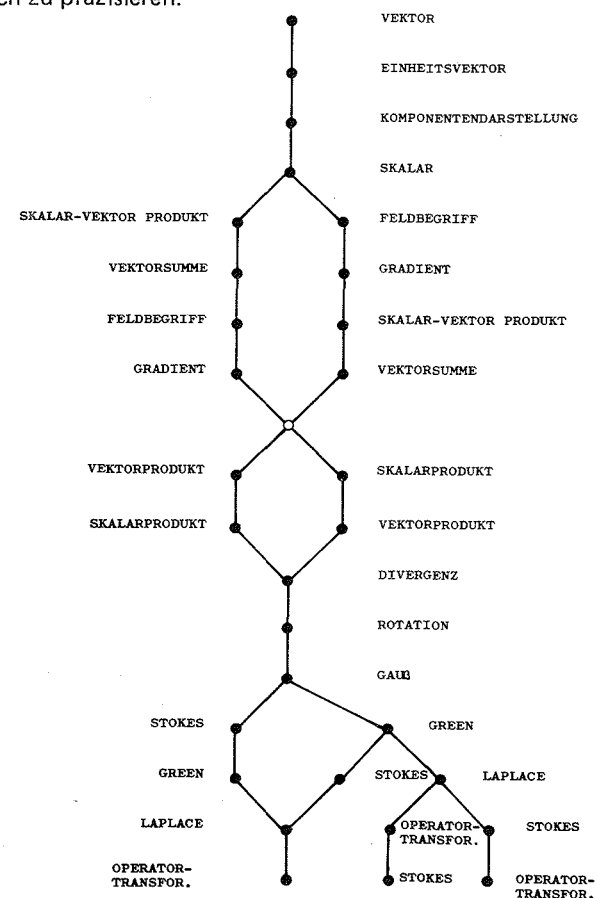 en zu präzisieren.
VEKTOR
EINHEITSVEKTOR
KOMPONENTENDARSTELLUNG
SKALAR
SKALAR-VEKTOR PRODUKT
FELDBEGRIFF
VEKTORSUMME
GRADIENT
FELDBEGRIFF
SKALAR-VEKTOR PRODUKT
GRADIENT
VEKTORSUMME
VEKTORPRODUKT
SKALARPRODUKT
SKALARPRODUKT
VEKTORPRODUKT
DIVERGENZ
ROTATION
GAUß
STOKES
GREEN
GREEN
STOKES
LAPLACE
LAPLACE
OPERATOR-
TRANSFOR.
STOKES
OPERATOR-
TRANSFOR.
STOKES
OPERATOR-
TRANSFOR.